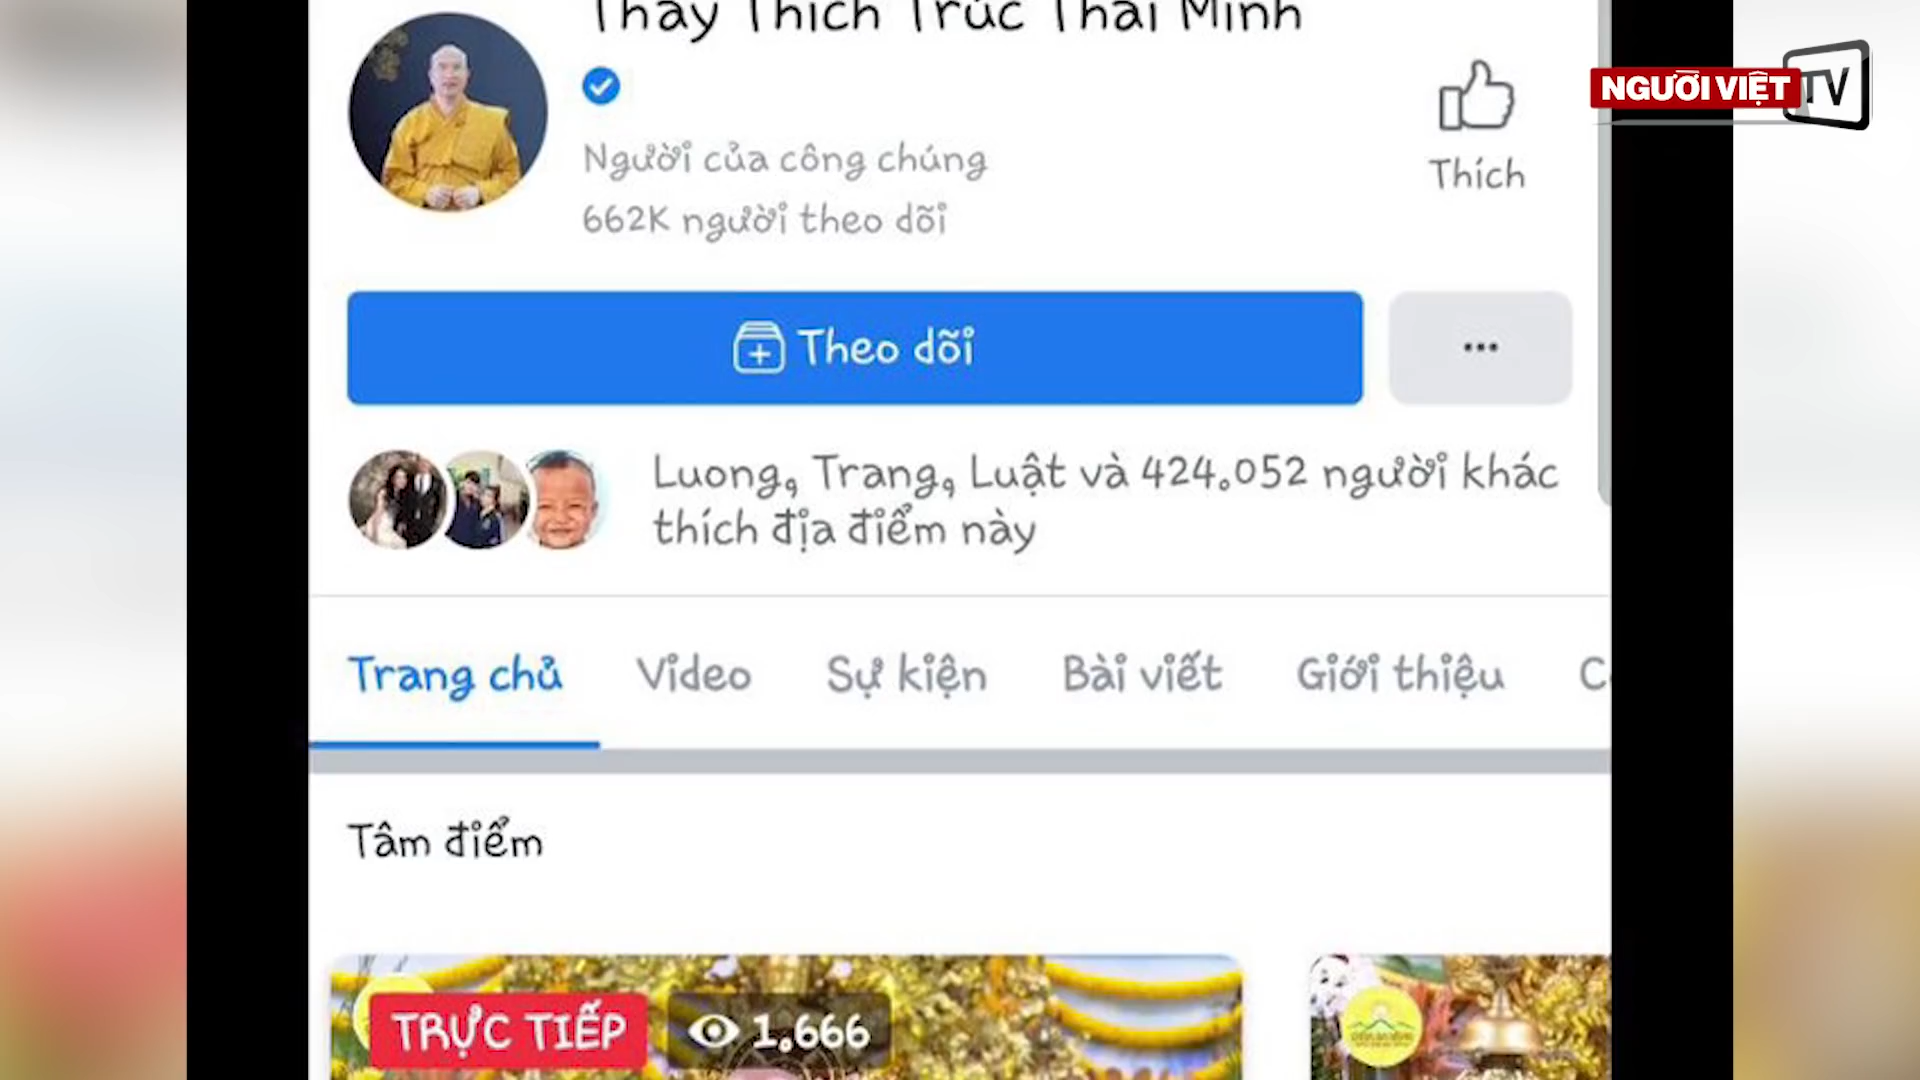 Thầy Thích Trúc Thái Minh
NGƯỜI VIỆT TV
Người của công chúng
Thích
662K người theo dõi
Theo dõi
Luong, Trang, Luật và 424.052 người khác
thích địa điểm này
Trang chủ Video Sự kiện Bài viết Giới thiệu
Tâm điểm
TRỰC TIẾP 1.666